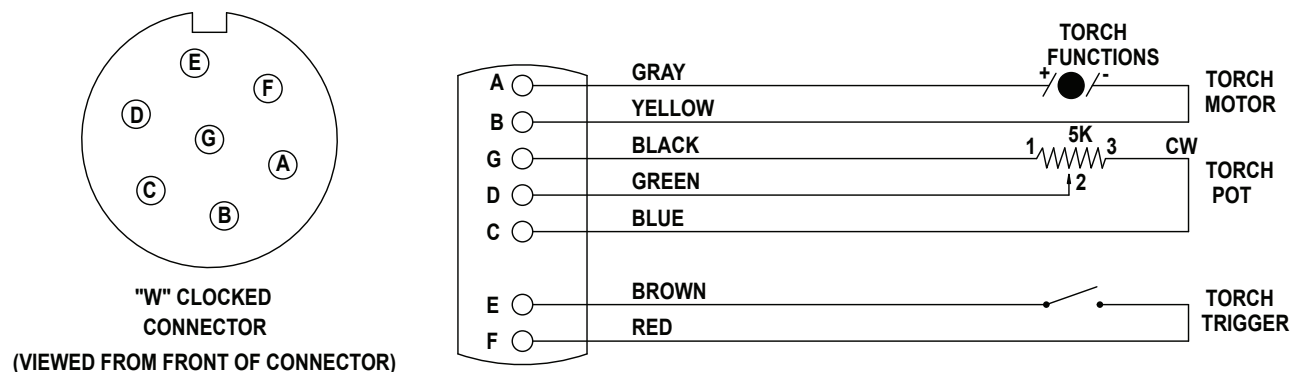 E
F
D
G
A
C
B
"W" CLOCKED
CONNECTOR
(VIEWED FROM FRONT OF CONNECTOR)
TORCH
FUNCTIONS
A GRAY + - TORCH
MOTOR
B YELLOW
5K
G BLACK 1 3 CW
TORCH
POT
D GREEN 2
C BLUE
E BROWN TORCH
TRIGGER
F RED